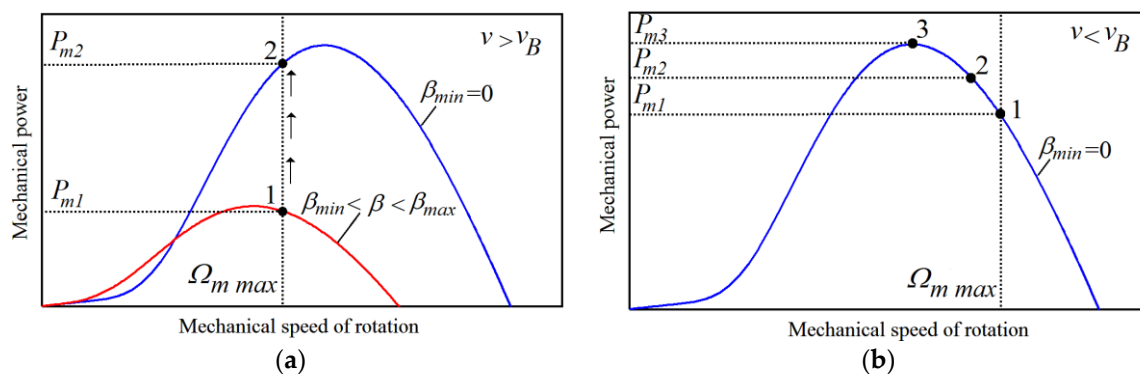 P_m2
P_m1
Mechanical power
v > v_B
2
β_min=0
1
β_min < β < β_max
Ω_m max
Mechanical speed of rotation
(a)
P_m3
P_m2
P_m1
Mechanical power
v < v_B
3
2
1
β_min=0
Ω_m max
Mechanical speed of rotation
(b)